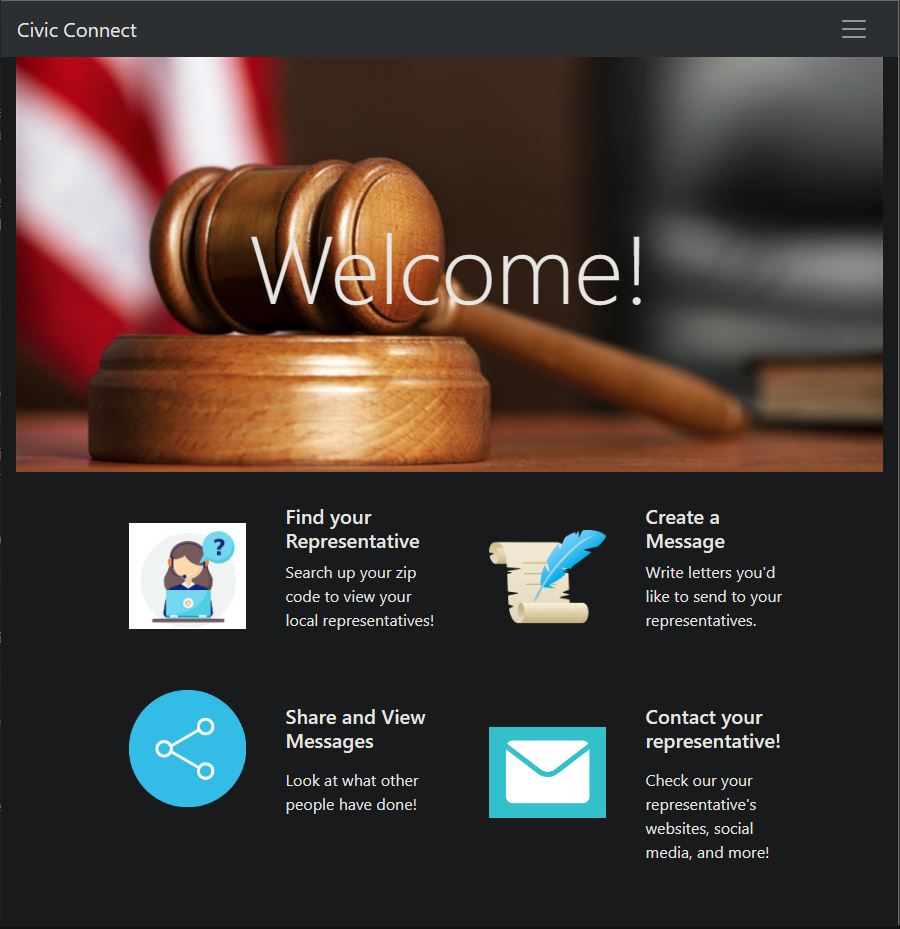 Civic Connect
Welcome!
?
Find your
Representative
Search up your zip
code to view your
local representatives!
Create a
Message
Write letters you'd
like to send to your
representatives.
Share and View
Messages
Look at what other
people have done!
Contact your
representative!
Check our your
representative's
websites, social
media, and more!